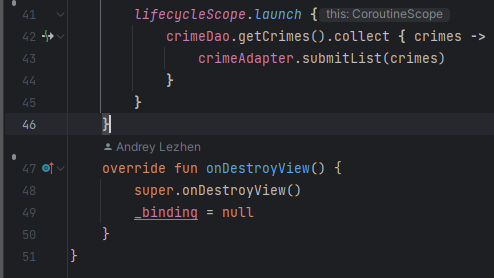 41 lifecycleScope.launch { this: CoroutineScope
42 crimeDao.getCrimes().collect { crimes ->
43 crimeAdapter.submitList(crimes)
44 }
45 }
46 }
Andrey Lezhen
47 override fun onDestroyView() {
48 super.onDestroyView()
49 _binding = null
50 }
51 }